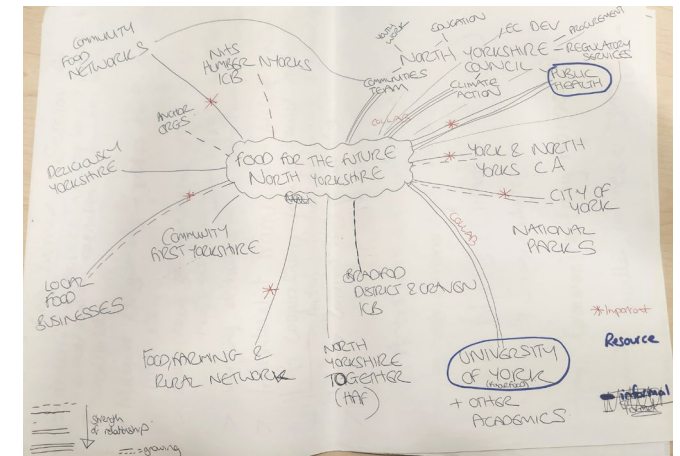 COMMUNITY
FOOD
NETWORKS
NHS
HUMBER NYORKS
ICB
ANCHOR
ORGS
YOUTH
WORK
EDUCATION
EC DEV
PROCUREMENT
NORTH YORKSHIRE
COUNCIL
REGULATORY
SERVICES
COMMUNITIES
TEAM
CLIMATE
ACTION
PUBLIC
HEALTH
COLLAB
FOOD FOR THE FUTURE
NORTH YORKSHIRE
DELICIOUSLY
YORKSHIRE
YORK & NORTH
YORKS CA
CITY OF
YORK
NATIONAL
PARKS
COLLAB
COMMUNITY
FIRST YORKSHIRE
LOCAL
FOOD
BUSINESSES
BRADFOD
DISTRICT & CRAVEN
ICB
FOOD, FARMING &
RURAL NETWORK
NORTH
YORKSHIRE
TOGETHER
(HAF)
UNIVERSITY
OF YORK
+ OTHER
ACADEMICS
*Important
Resource
informal
strength
of relationship
= growing